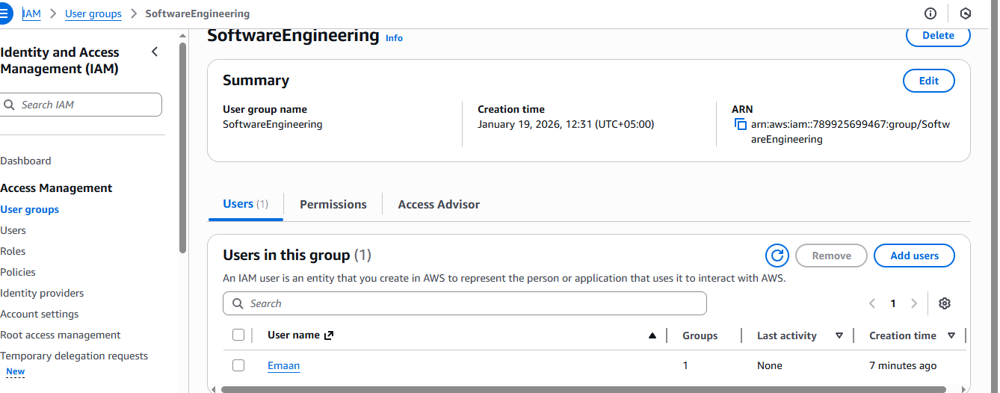 IAM > User groups > SoftwareEngineering
Identity and Access
Management (IAM)
Search IAM
Dashboard
Access Management
User groups
Users
Roles
Policies
Identity providers
Account settings
Root access management
Temporary delegation requests
New
SoftwareEngineering Info
Delete
Summary
Edit
User group name
SoftwareEngineering
Creation time
January 19, 2026, 12:31 (UTC+05:00)
ARN
arn:aws:iam::789925699467:group/Softw
areEngineering
Users (1) Permissions Access Advisor
Users in this group (1)
Remove Add users
An IAM user is an entity that you create in AWS to represent the person or application that uses it to interact with AWS.
Search
1
User name Groups Last activity Creation time
Emaan 1 None 7 minutes ago